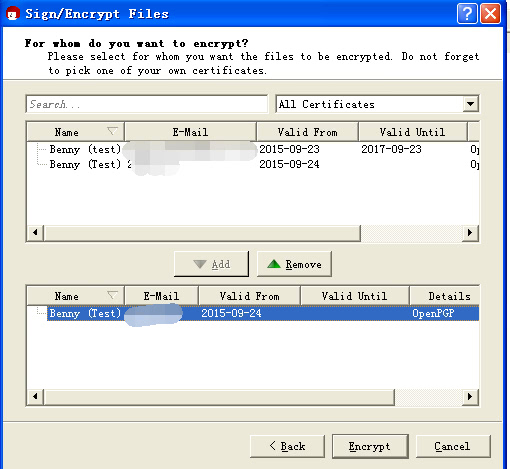 Sign/Encrypt Files
For whom do you want to encrypt?
Please select for whom you want the files to be encrypted. Do not forget
to pick one of your own certificates.
Search...
All Certificates
Name E-Mail Valid From Valid Until
Benny (test) 2015-09-23 2017-09-23 Op
Benny (Test) 2 2015-09-24 Op
Add Remove
Name E-Mail Valid From Valid Until Details
Benny (Test) 2015-09-24 OpenPGP
< Back Encrypt Cancel